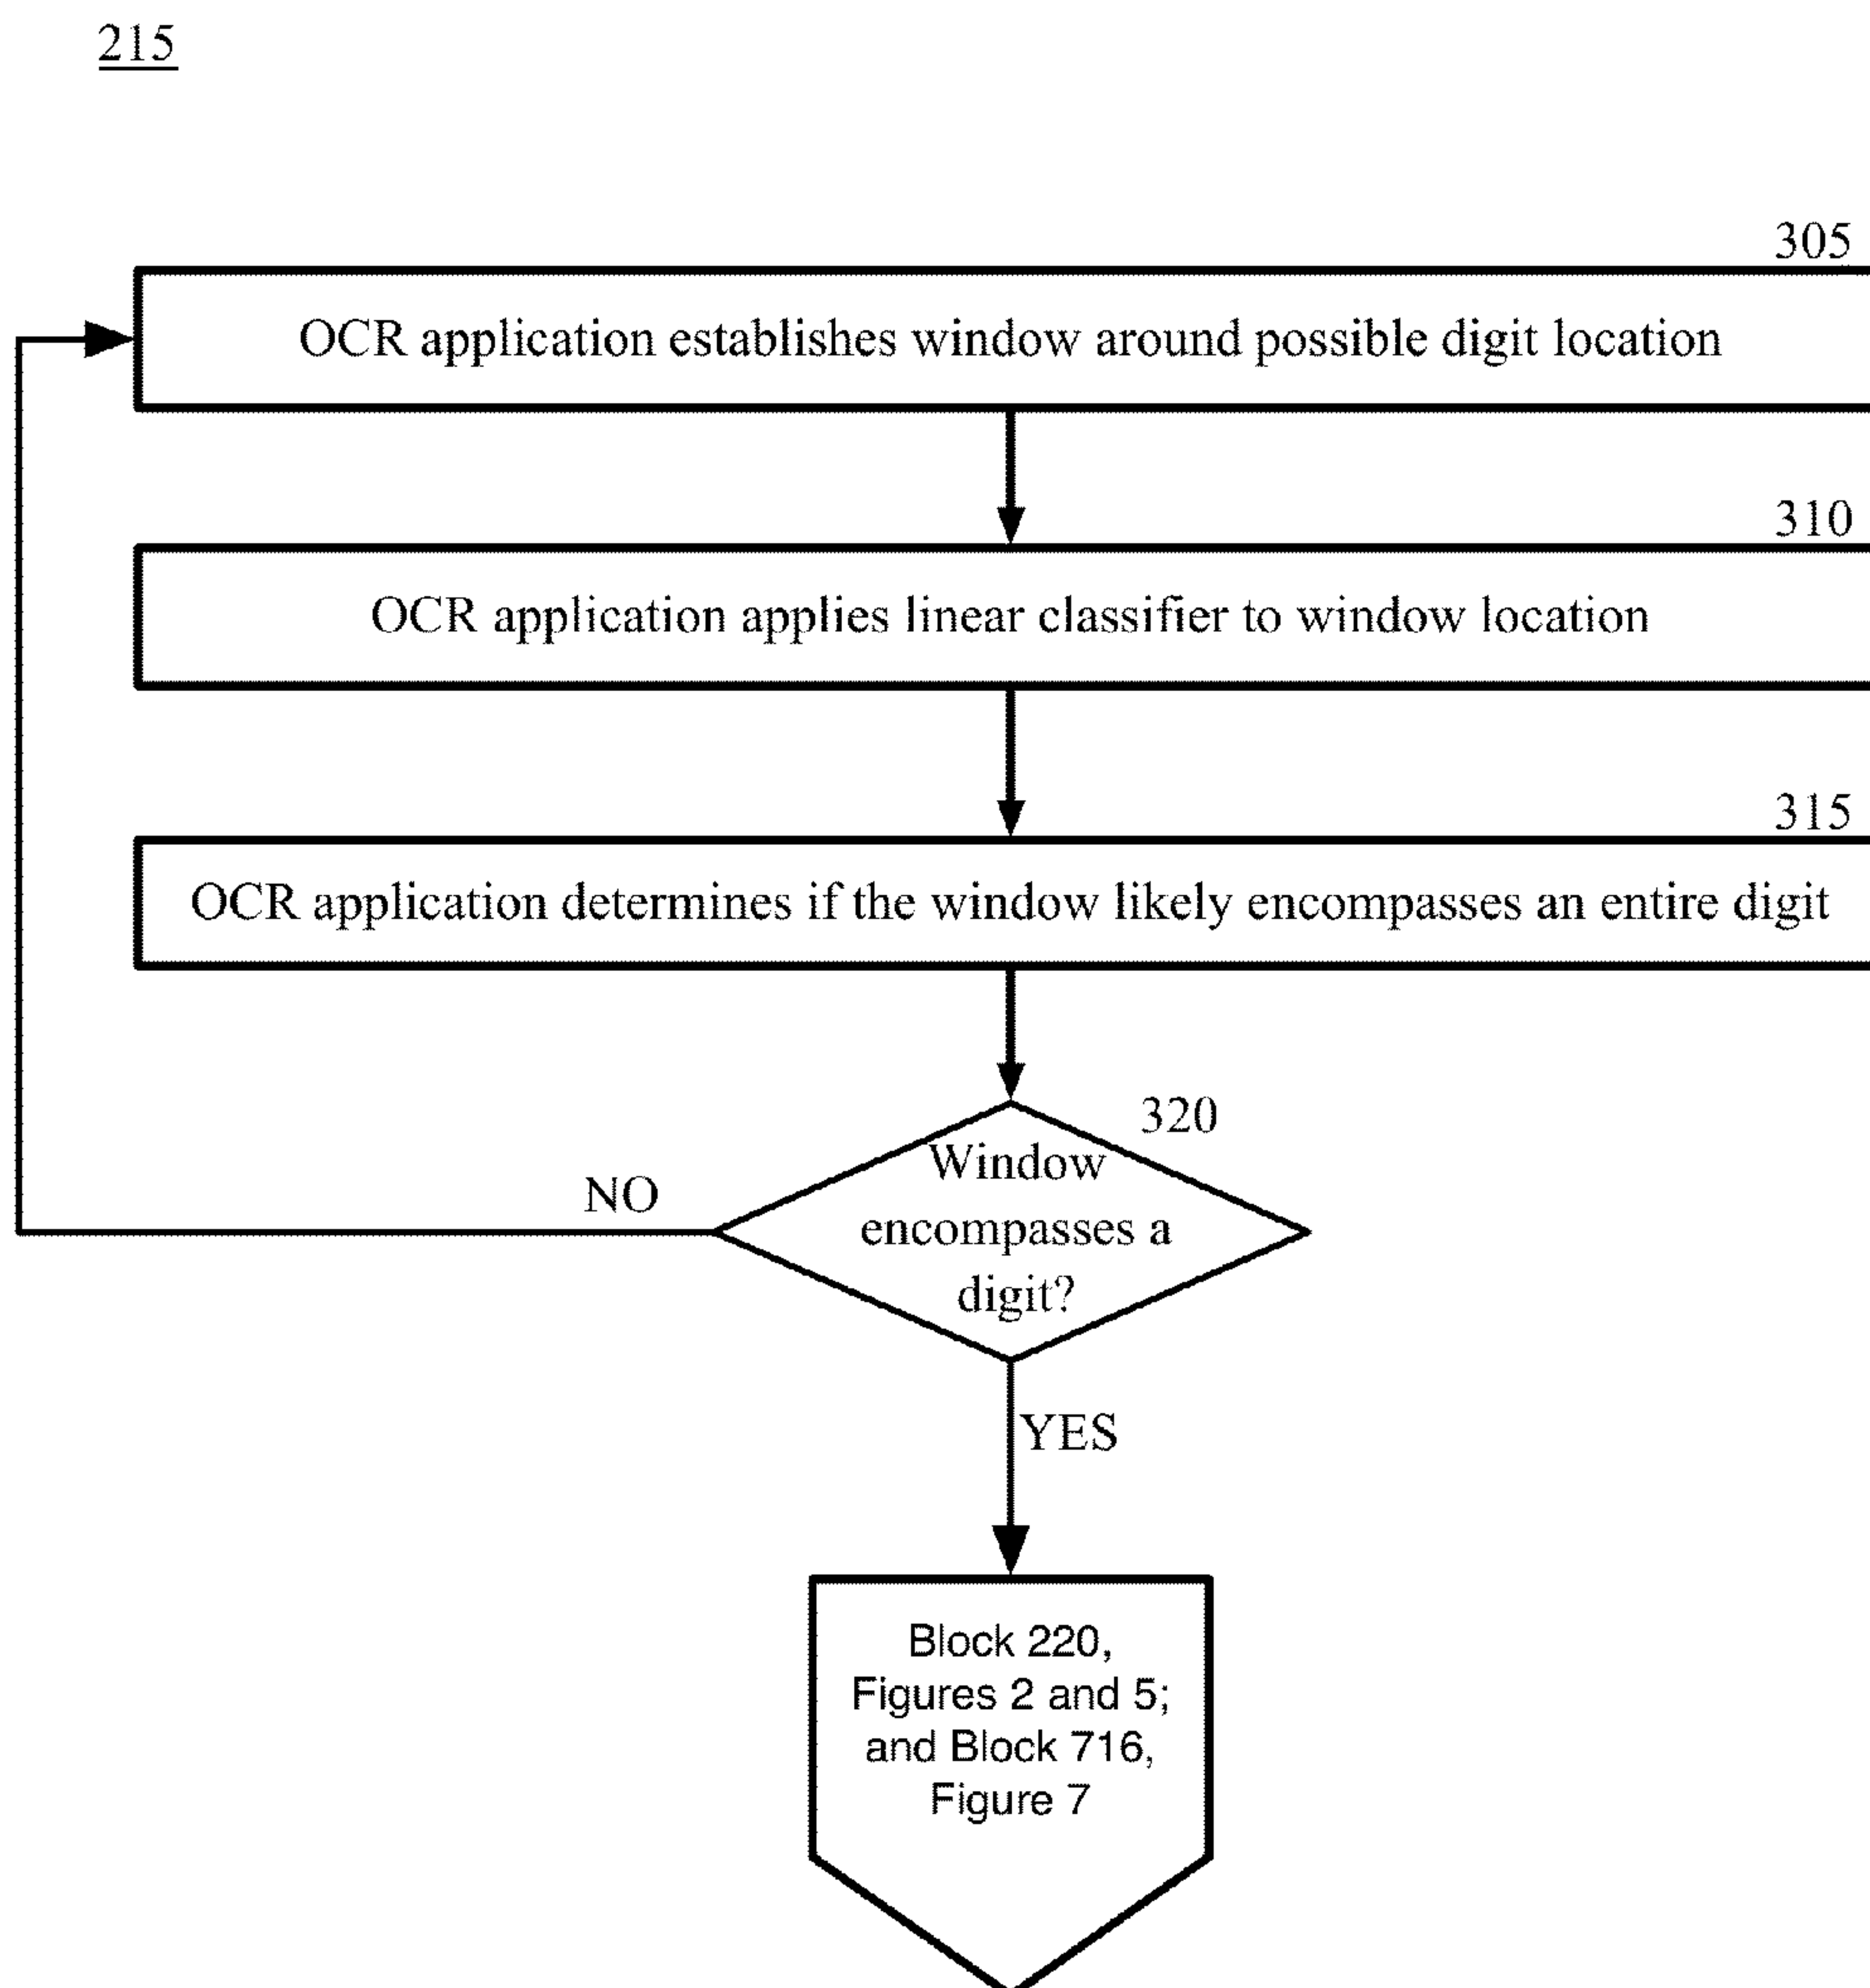 215
305
OCR application establishes window around possible digit location
310
OCR application applies linear classifier to window location
315
OCR application determines if the window likely encompasses an entire digit
320
Window
encompasses a
digit?
NO
YES
Block 220,
Figures 2 and 5;
and Block 716,
Figure 7